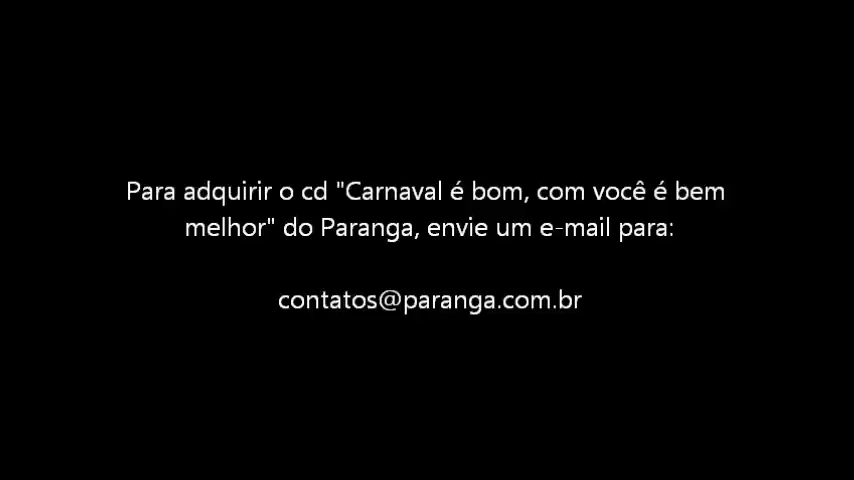 Para adquirir o cd "Carnaval é bom, com você é bem
melhor" do Paranga, envie um e-mail para:
contatos@paranga.com.br